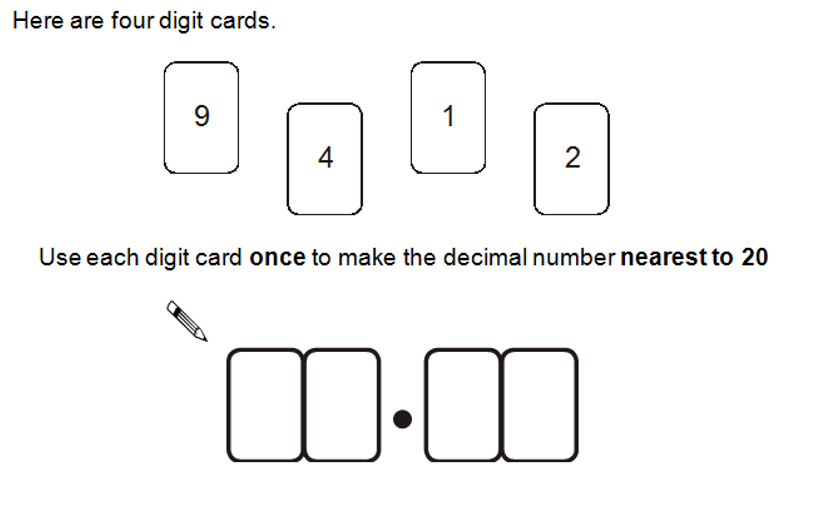 Here are four digit cards.
9
4
1
2
Use each digit card once to make the decimal number nearest to 20